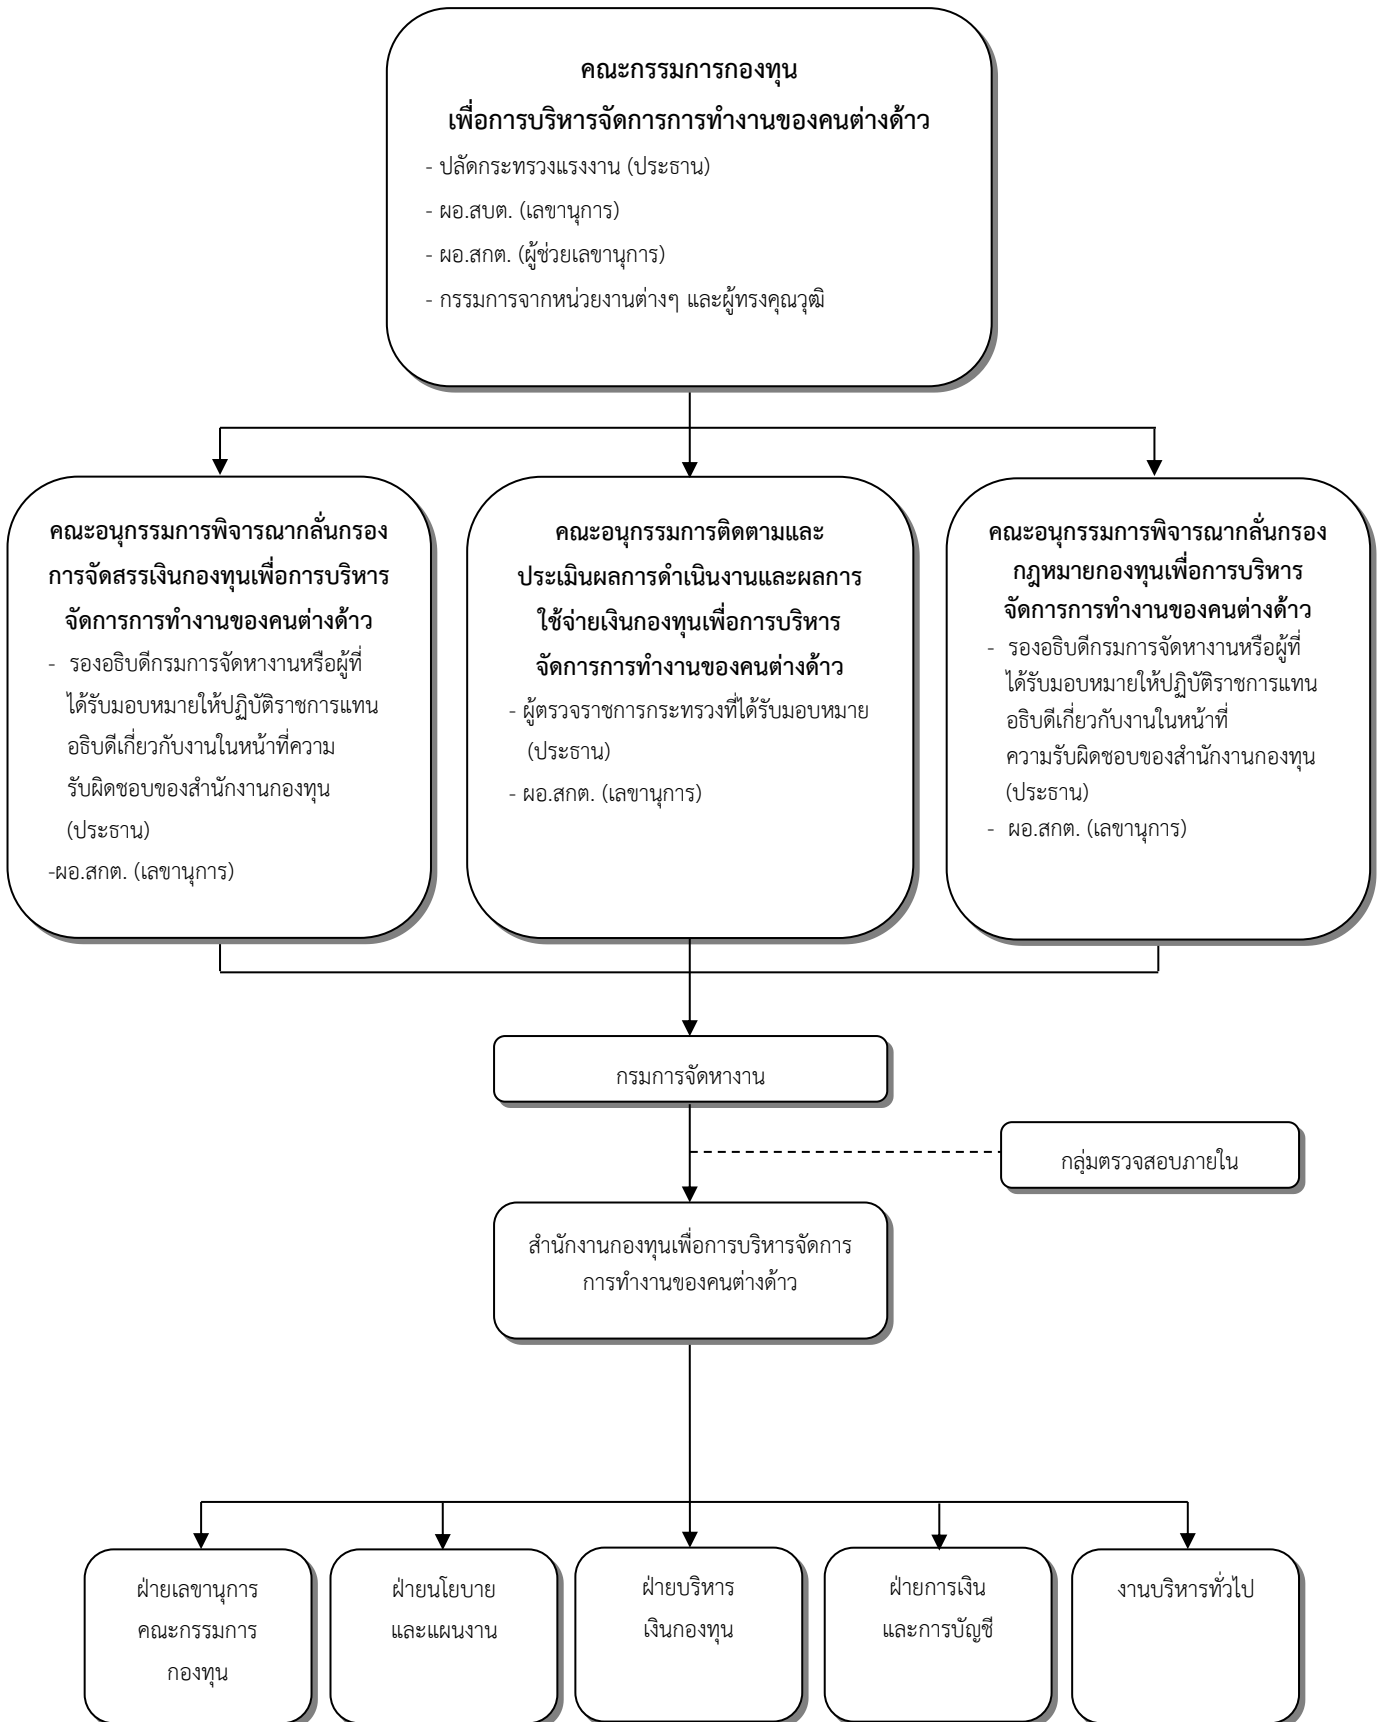 คณะกรรมการกองทุน
เพื่อการบริหารจัดการการทำงานของคนต่างด้าว
- ปลัดกระทรวงแรงงาน (ประธาน)
- ผอ.สบต. (เลขานุการ)
- ผอ.สกต. (ผู้ช่วยเลขานุการ)
- กรรมการจากหน่วยงานต่างๆ และผู้ทรงคุณวุฒิ
คณะอนุกรรมการพิจารณากลั่นกรอง
การจัดสรรเงินกองทุนเพื่อการบริหาร
จัดการการทำงานของคนต่างด้าว
- รองอธิบดีกรมการจัดหางานหรือผู้ที่
ได้รับมอบหมายให้ปฏิบัติราชการแทน
อธิบดีเกี่ยวกับงานในหน้าที่ความ
รับผิดชอบของสำนักงานกองทุน
(ประธาน)
-ผอ.สกต. (เลขานุการ)
คณะอนุกรรมการติดตามและ
ประเมินผลการดำเนินงานและผลการ
ใช้จ่ายเงินกองทุนเพื่อการบริหาร
จัดการการทำงานของคนต่างด้าว
- ผู้ตรวจราชการกระทรวงที่ได้รับมอบหมาย
(ประธาน)
- ผอ.สกต. (เลขานุการ)
คณะอนุกรรมการพิจารณากลั่นกรอง
กฎหมายกองทุนเพื่อการบริหาร
จัดการการทำงานของคนต่างด้าว
- รองอธิบดีกรมการจัดหางานหรือผู้ที่
ได้รับมอบหมายให้ปฏิบัติราชการแทน
อธิบดีเกี่ยวกับงานในหน้าที่
ความรับผิดชอบของสำนักงานกองทุน
(ประธาน)
- ผอ.สกต. (เลขานุการ)
กรมการจัดหางาน
กลุ่มตรวจสอบภายใน
สำนักงานกองทุนเพื่อการบริหารจัดการ
การทำงานของคนต่างด้าว
ฝ่ายเลขานุการ
คณะกรรมการ
กองทุน
ฝ่ายนโยบาย
และแผนงาน
ฝ่ายบริหาร
เงินกองทุน
ฝ่ายการเงิน
และการบัญชี
งานบริหารทั่วไป